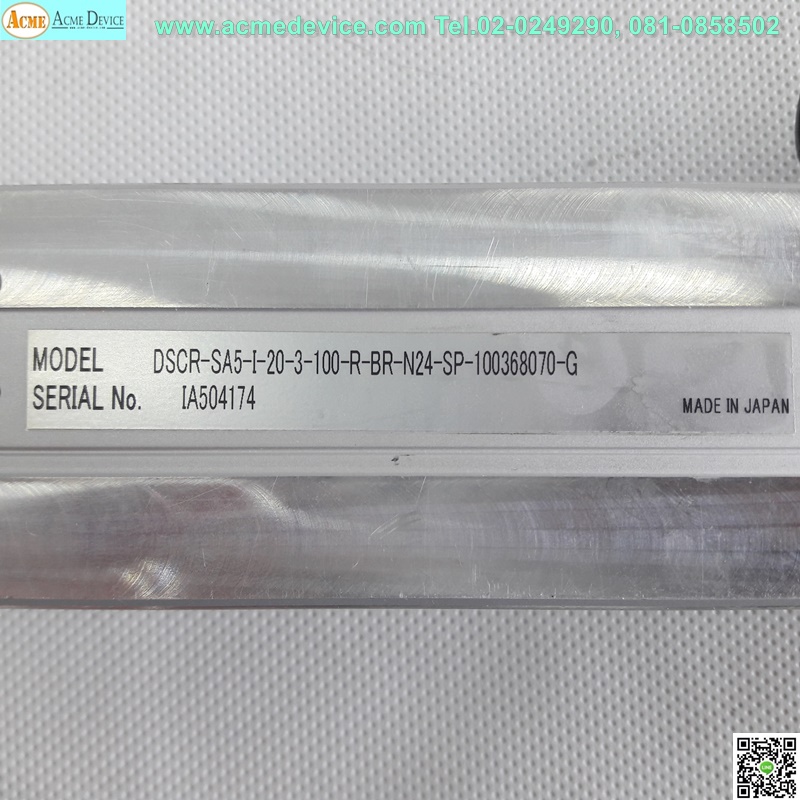 ACME
ACME DEVICE
www.acmedevice.com Tel.02-0249290, 081-0858502
MODEL DSCR-SA5-I-20-3-100-R-BR-N24-SP-100368070-G
SERIAL No. IA504174
MADE IN JAPAN